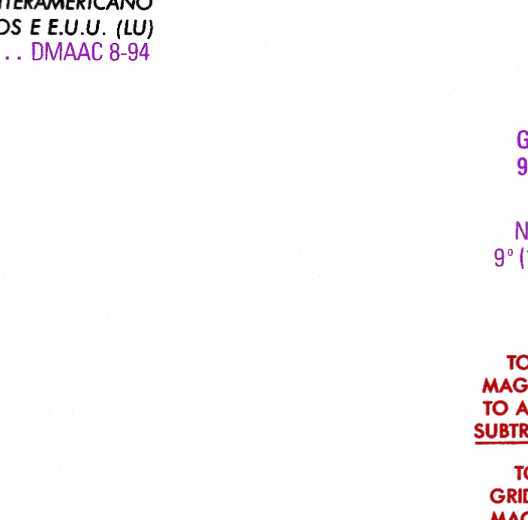 ITERAMERICANO
OS E E.U.U. (LU)
. . DMAAC 8-94
G
9
N
9° (
TO
MAG
TO A
SUBTR
TO
GRID
MAG